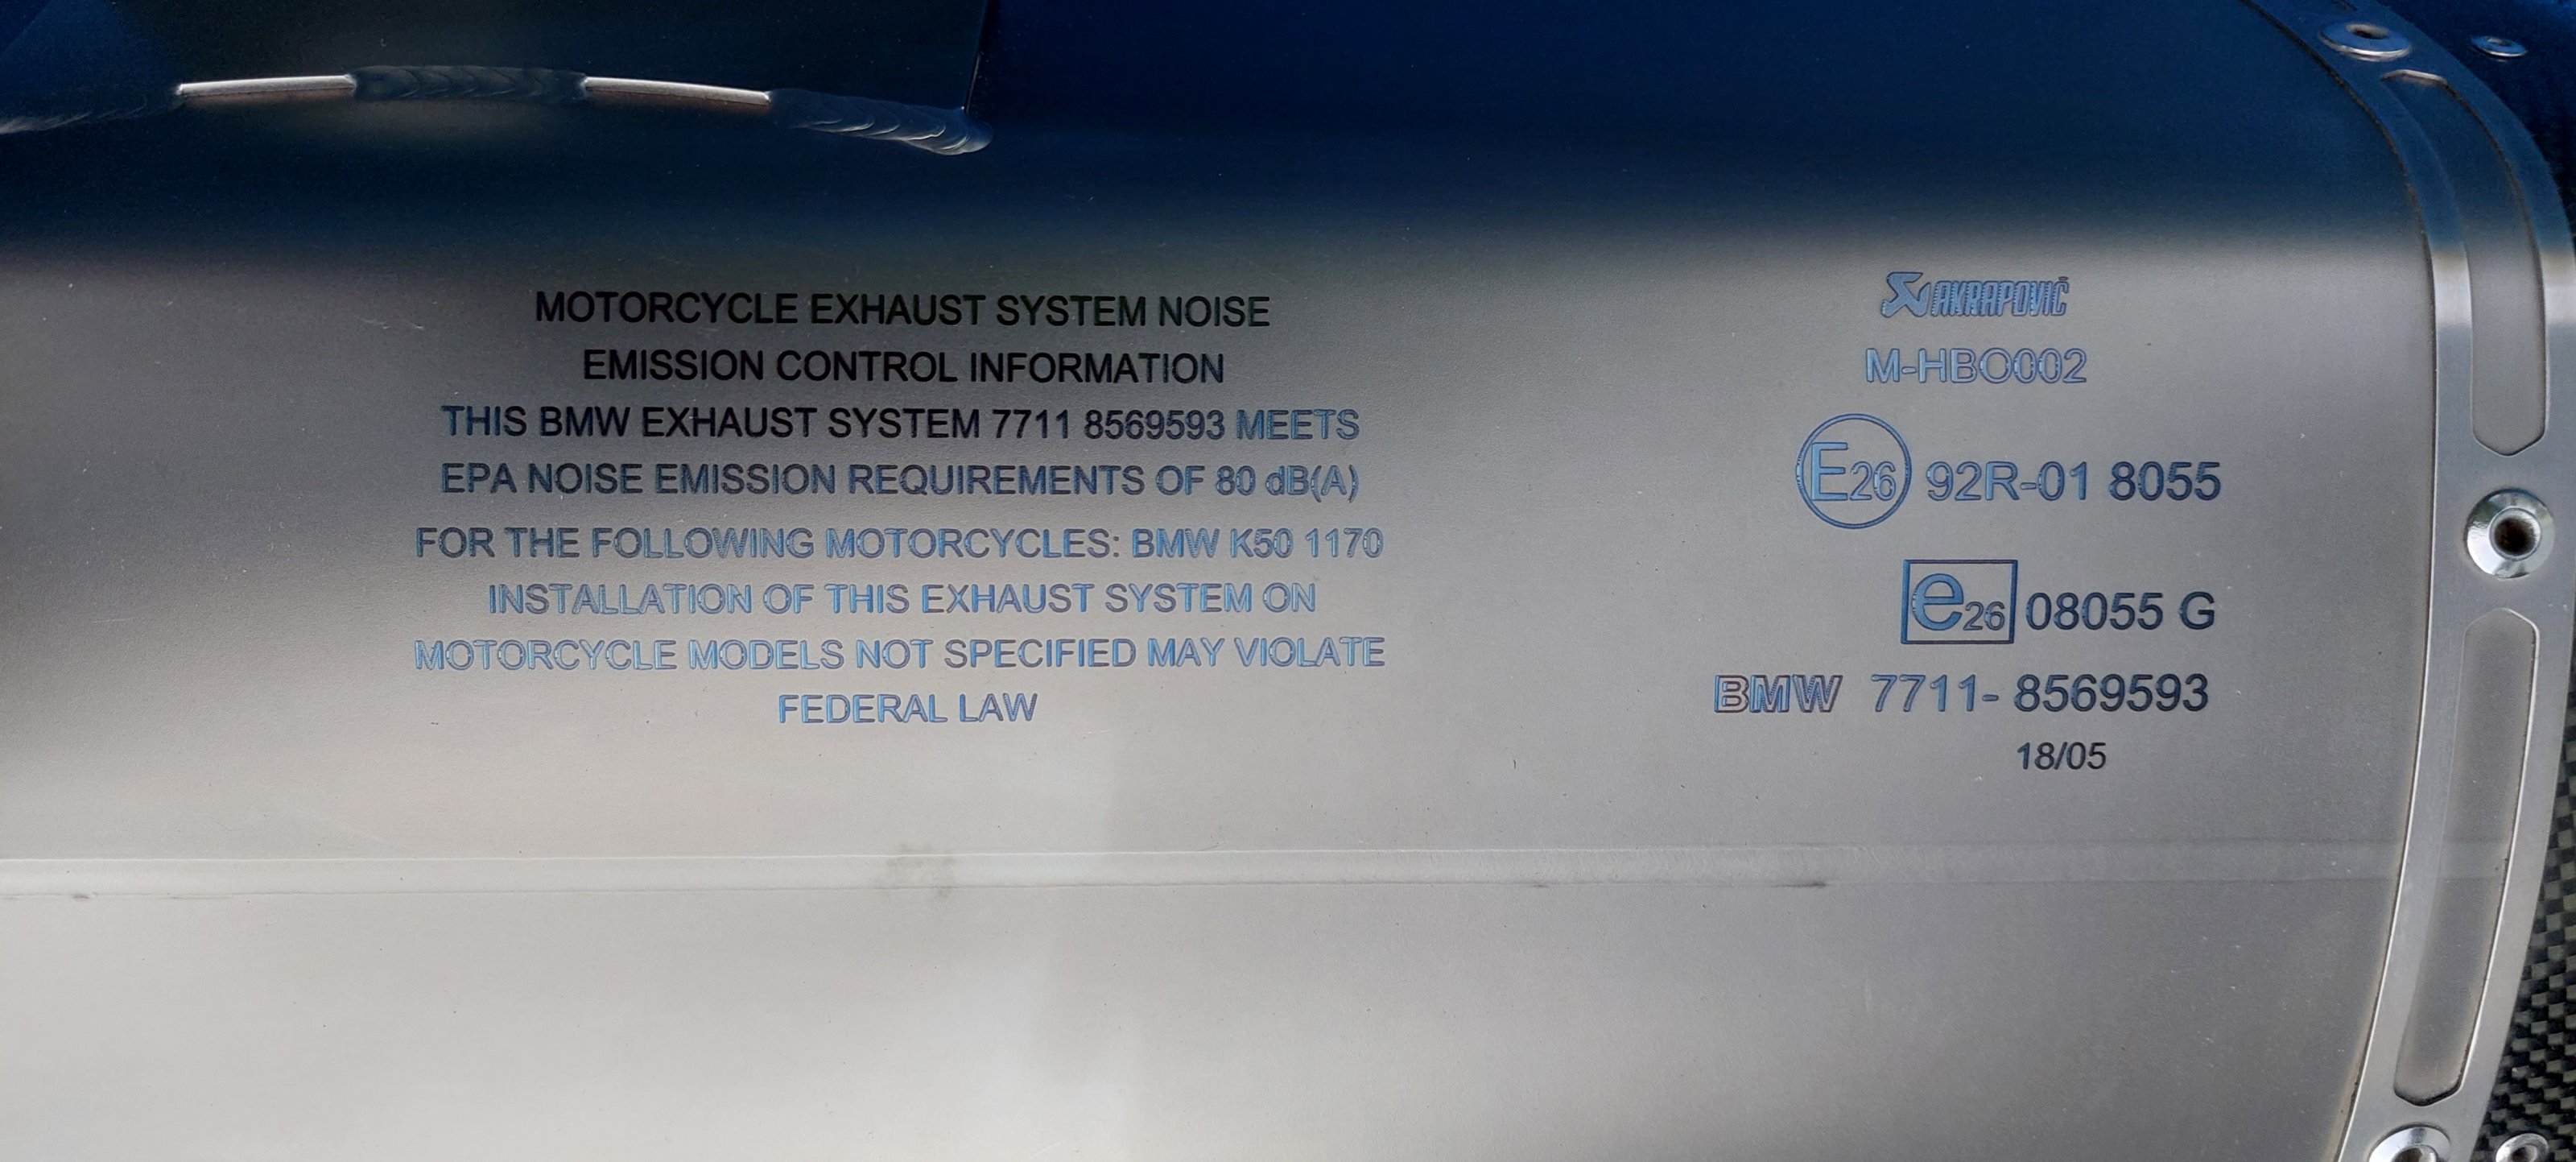 MOTORCYCLE EXHAUST SYSTEM NOISE
EMISSION CONTROL INFORMATION
THIS BMW EXHAUST SYSTEM 7711 8569593 MEETS
EPA NOISE EMISSION REQUIREMENTS OF 80 dB(A)
FOR THE FOLLOWING MOTORCYCLES: BMW K50 1170
INSTALLATION OF THIS EXHAUST SYSTEM ON
MOTORCYCLE MODELS NOT SPECIFIED MAY VIOLATE
FEDERAL LAW
AKRAPOVIČ
M-HBO002
E26 92R-01 8055
e26 08055 G
BMW 7711- 8569593
18/05